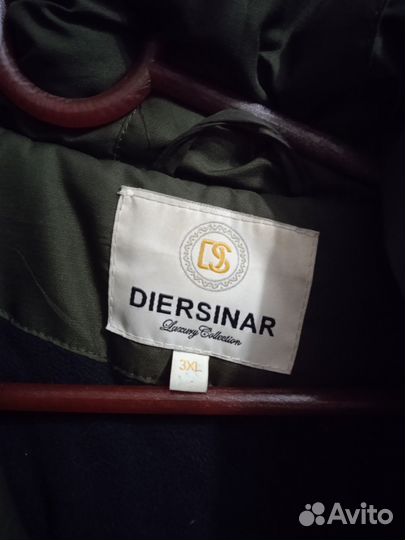 DS
DIERSINAR
Luxury Collection
3XL
Avito